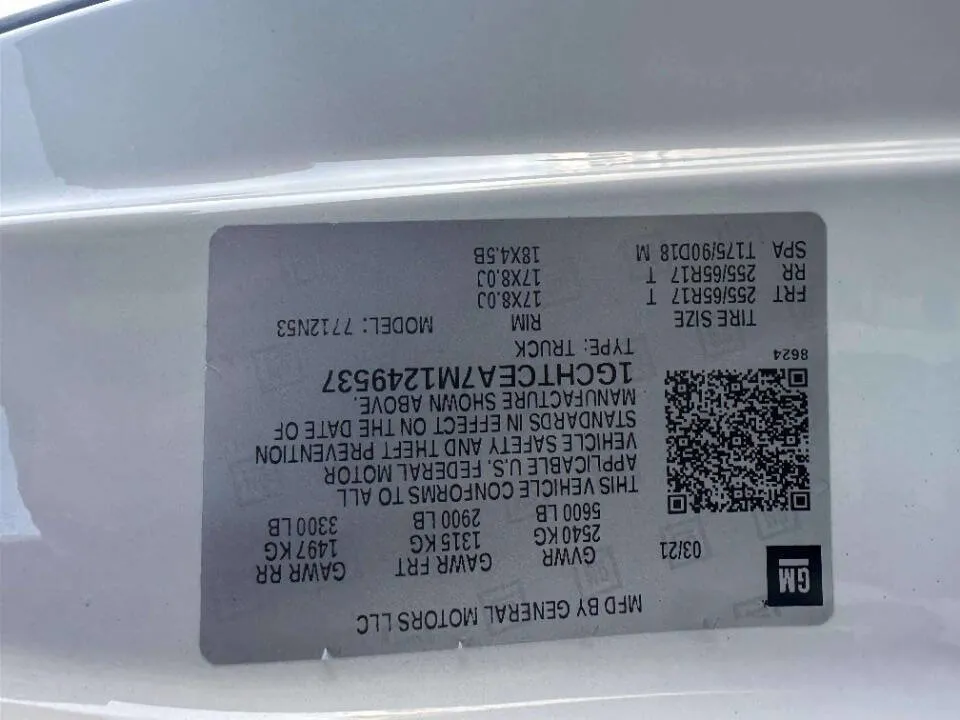 MFD BY GENERAL MOTORS LLC
GM
03/21
GVWR GAWR FRT GAWR RR
2540 KG 1315 KG 1497 KG
5600 LB 2900 LB 3300 LB
THIS VEHICLE CONFORMS TO ALL
APPLICABLE U.S. FEDERAL MOTOR
VEHICLE SAFETY AND THEFT PREVENTION
STANDARDS IN EFFECT ON THE DATE OF
MANUFACTURE SHOWN ABOVE.
1GCHTCEA7M1249537
8624
TYPE: TRUCK
TIRE SIZE RIM MODEL: 7712N53
FRT 255/65R17 T 17X8.0J
RR 255/65R17 T 17X8.0J
SPA T175/90D18 M 18X4.5B